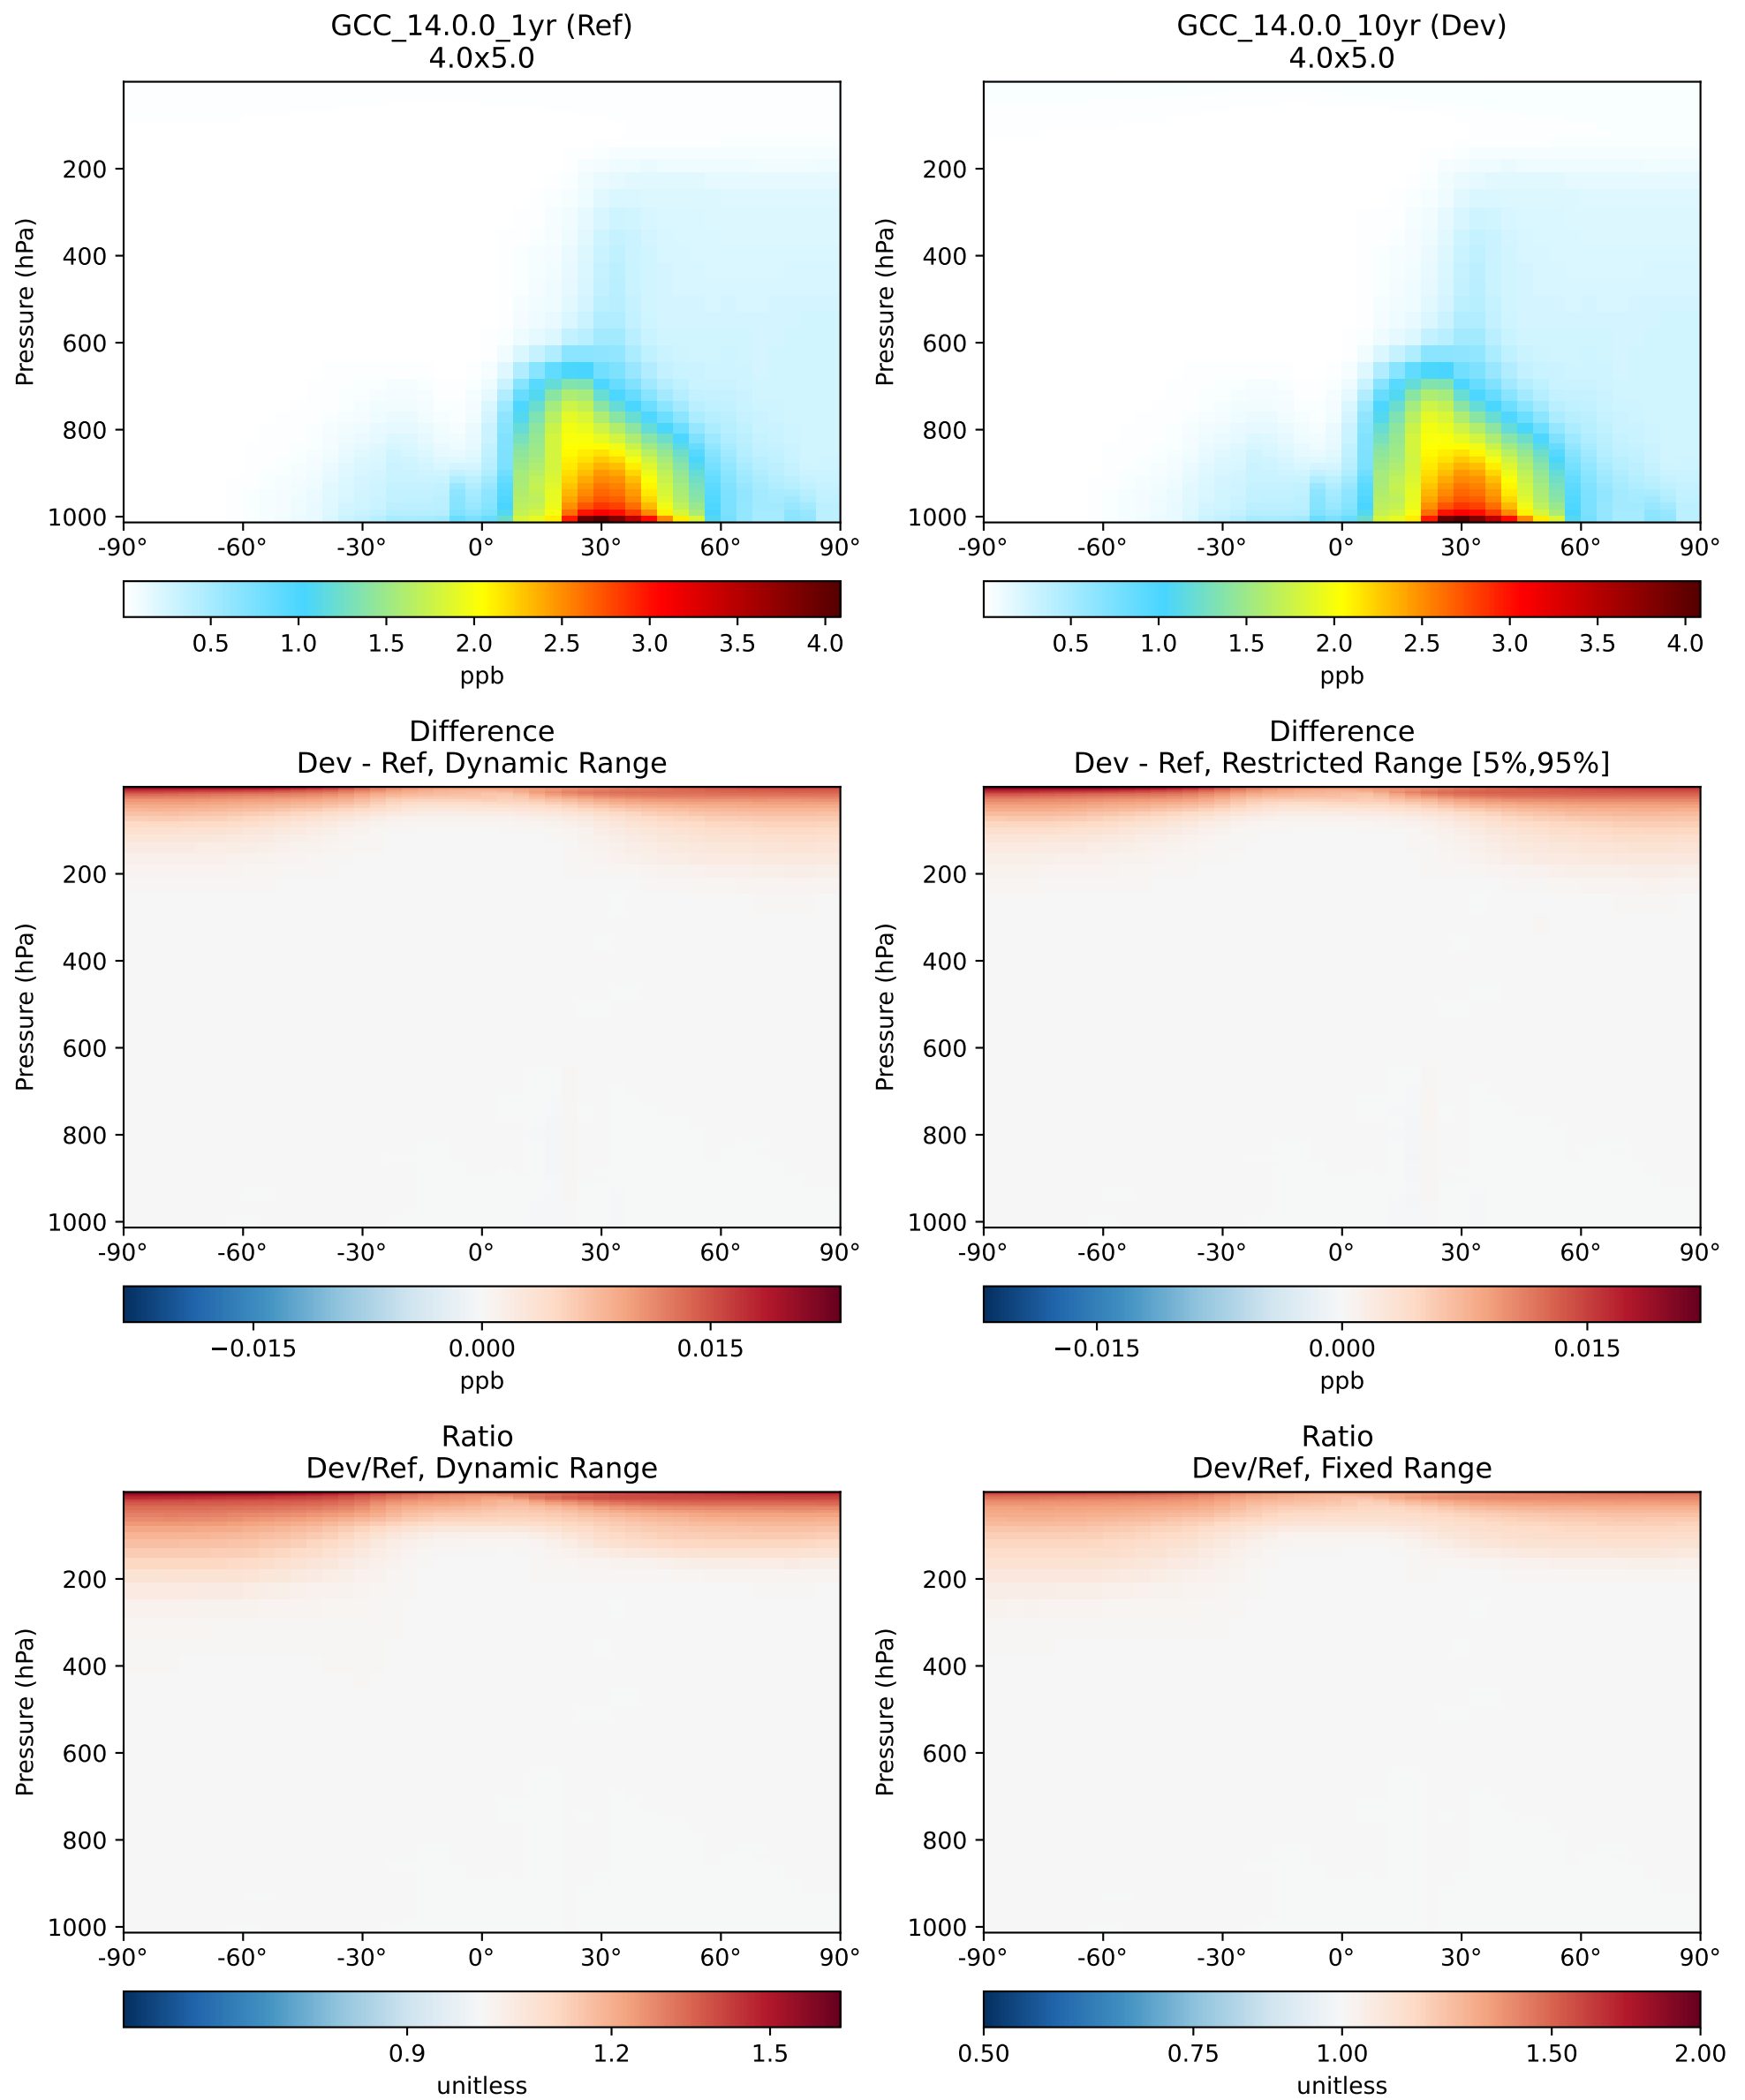 GCC_14.0.0_1yr (Ref)
4.0x5.0
Pressure (hPa)
200
400
600
800
1000
-90° -60° -30° 0° 30° 60° 90°
0.5 1.0 1.5 2.0 2.5 3.0 3.5 4.0
ppb
GCC_14.0.0_10yr (Dev)
4.0x5.0
Pressure (hPa)
200
400
600
800
1000
-90° -60° -30° 0° 30° 60° 90°
0.5 1.0 1.5 2.0 2.5 3.0 3.5 4.0
ppb
Difference
Dev - Ref, Dynamic Range
Pressure (hPa)
200
400
600
800
1000
-90° -60° -30° 0° 30° 60° 90°
−0.015 0.000 0.015
ppb
Difference
Dev - Ref, Restricted Range [5%,95%]
Pressure (hPa)
200
400
600
800
1000
-90° -60° -30° 0° 30° 60° 90°
−0.015 0.000 0.015
ppb
Ratio
Dev/Ref, Dynamic Range
Pressure (hPa)
200
400
600
800
1000
-90° -60° -30° 0° 30° 60° 90°
0.9 1.2 1.5
unitless
Ratio
Dev/Ref, Fixed Range
Pressure (hPa)
200
400
600
800
1000
-90° -60° -30° 0° 30° 60° 90°
0.50 0.75 1.00 1.50 2.00
unitless